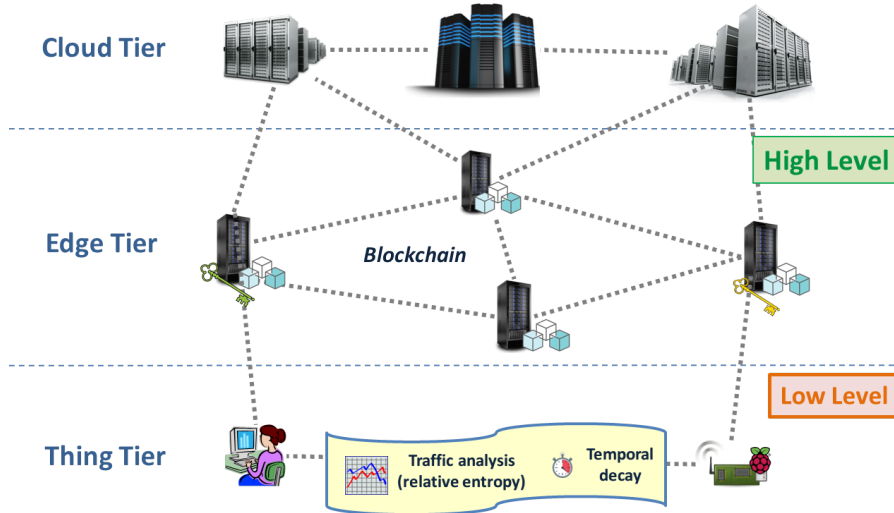 Cloud Tier
High Level
Edge Tier
Blockchain
Low Level
Thing Tier
Traffic analysis
(relative entropy)
Temporal
decay